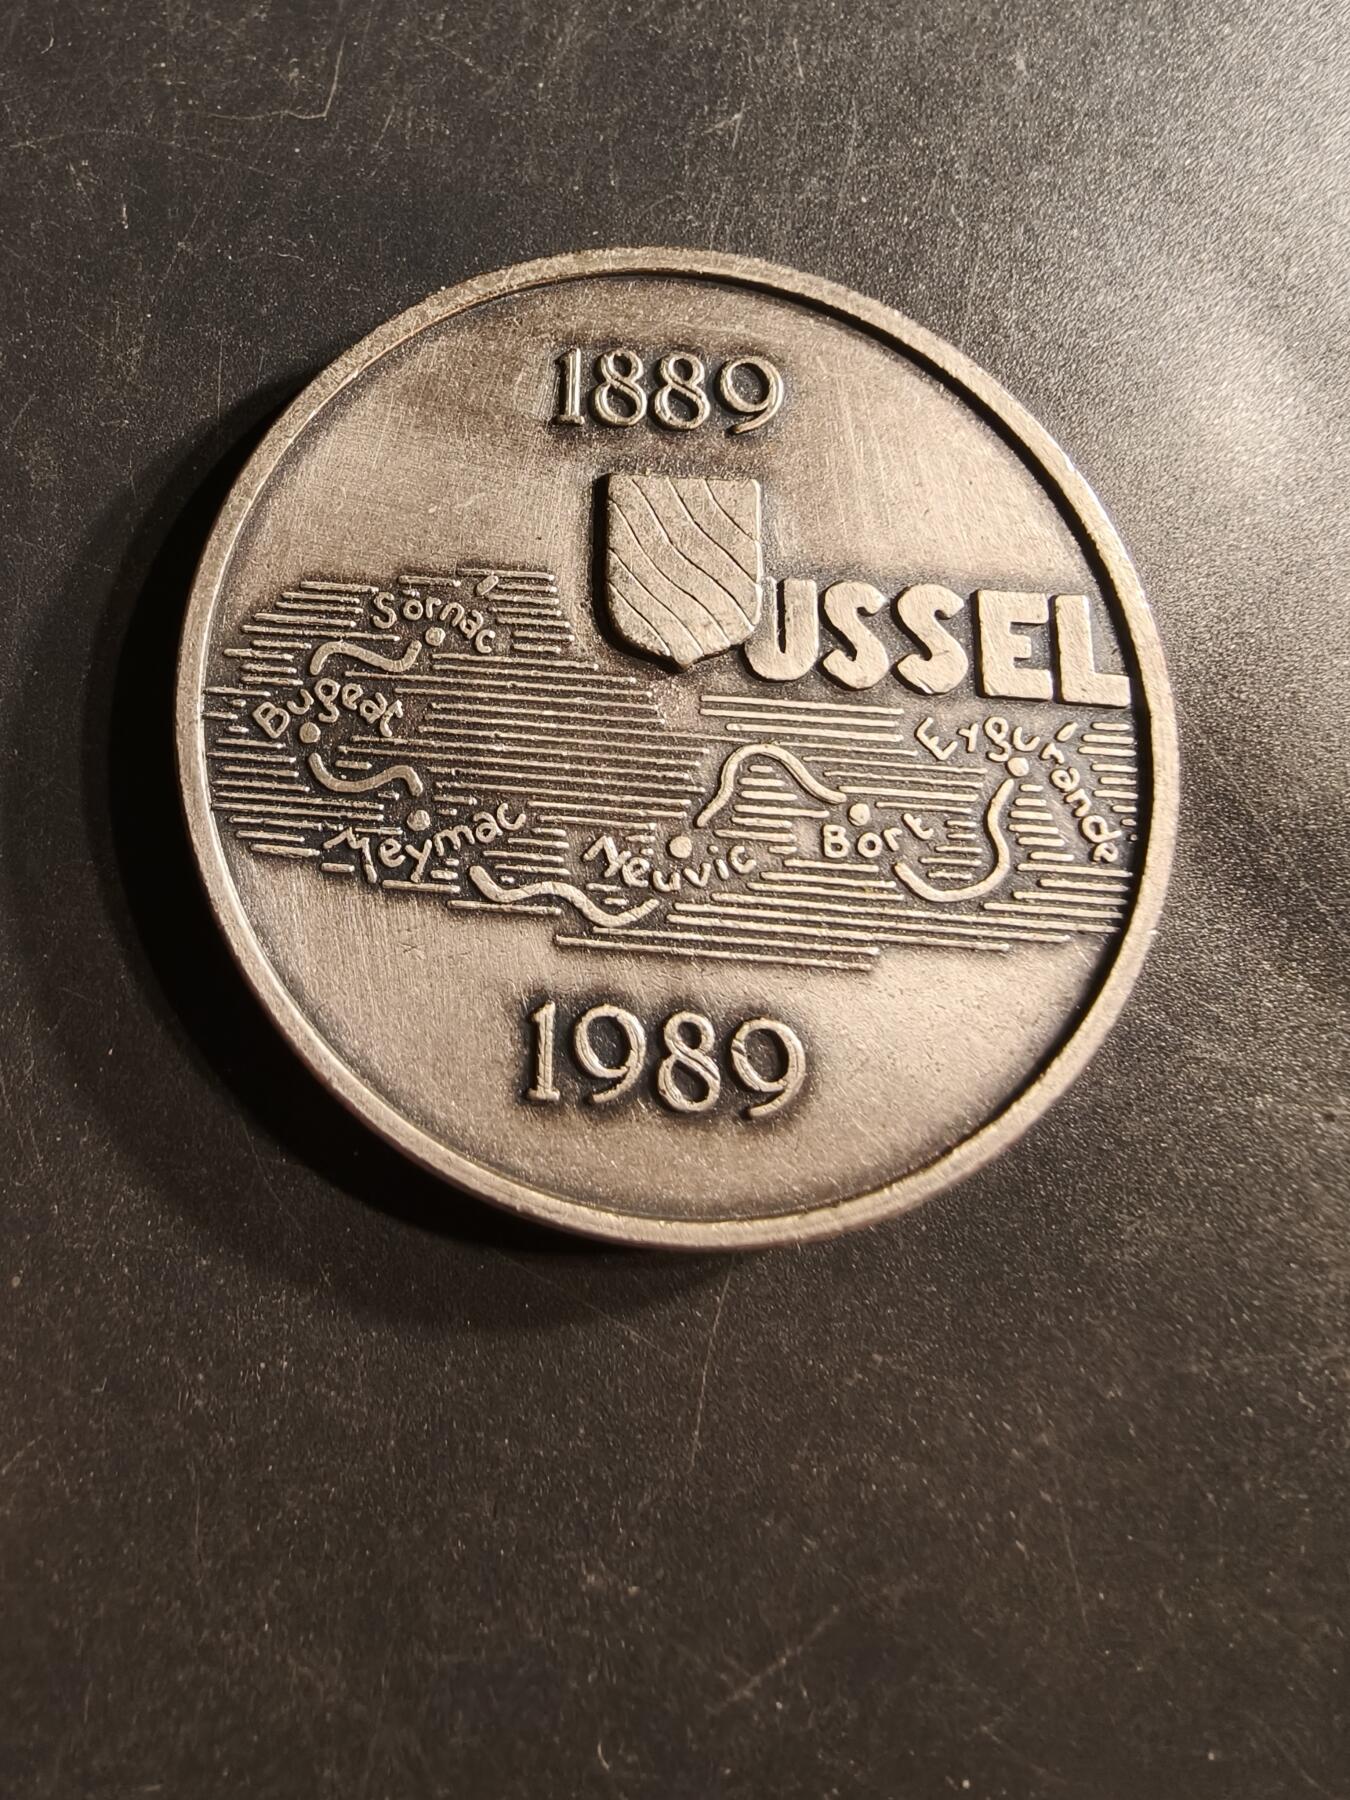 1889
USSEL
Sornac
Bugeat
Eygurande
Meymac
Neuvic
Bort
1989